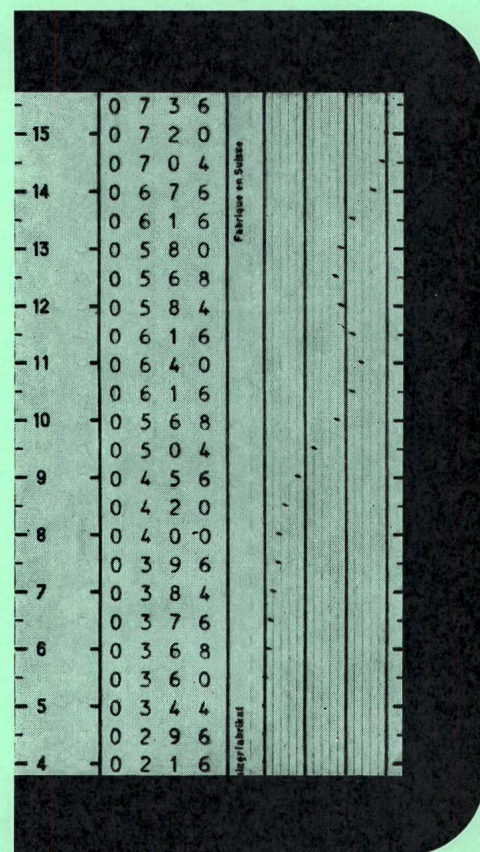 0 7 3 6
15 0 7 2 0
0 7 0 4
14 0 6 7 6
0 6 1 6
13 0 5 8 0
0 5 6 8
12 0 5 8 4
0 6 1 6
11 0 6 4 0
0 6 1 6
10 0 5 6 8
0 5 0 4
9 0 4 5 6
0 4 2 0
8 0 4 0 0
0 3 9 6
7 0 3 8 4
0 3 7 6
6 0 3 6 8
0 3 6 0
5 0 3 4 4
0 2 9 6
4 0 2 1 6
Fabriqué en Suisse